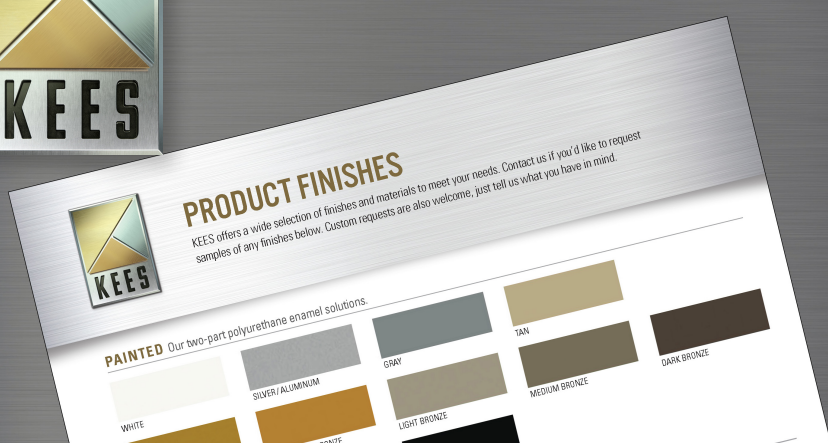 KEES
PRODUCT FINISHES
KEES offers a wide selection of finishes and materials to meet your needs. Contact us if you'd like to request
samples of any finishes below. Custom requests are also welcome, just tell us what you have in mind.
KEES
PAINTED Our two-part polyurethane enamel solutions.
WHITE
SILVER/ALUMINUM
GRAY
TAN
LIGHT BRONZE
MEDIUM BRONZE
DARK BRONZE